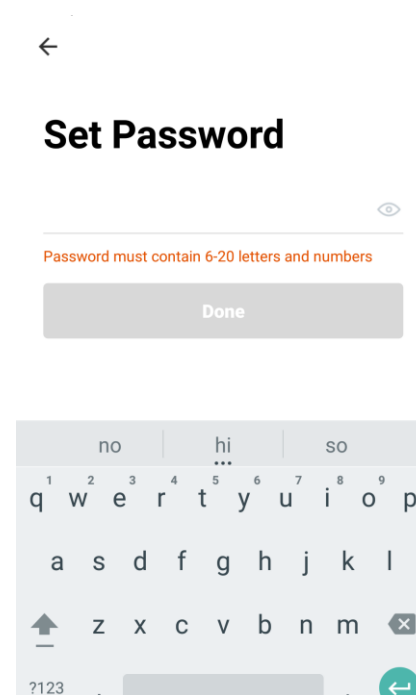 Set Password
Password must contain 6-20 letters and numbers
Done
no hi so
1 2 3 4 5 6 7 8 9
q w e r t y u i o p
a s d f g h j k l
z x c v b n m
?123 , .